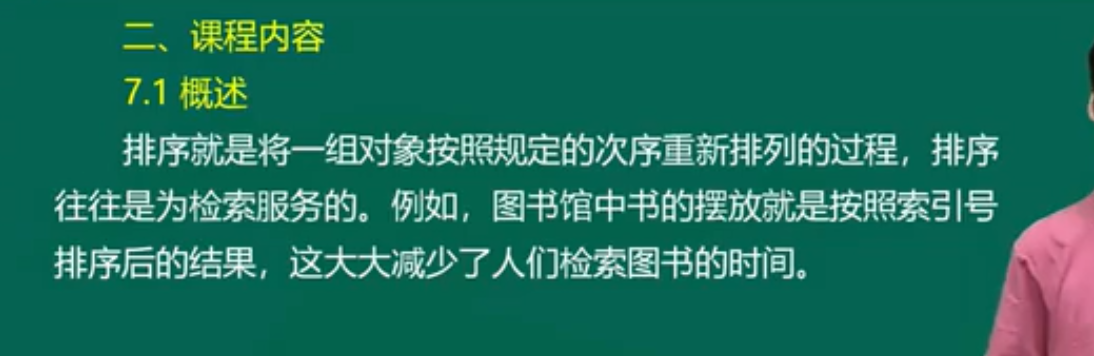 二、课程内容
7.1 概述
排序就是将一组对象按照规定的次序重新排列的过程，排序
往往是为检索服务的。例如，图书馆中书的摆放就是按照索引号
排序后的结果，这大大减少了人们检索图书的时间。